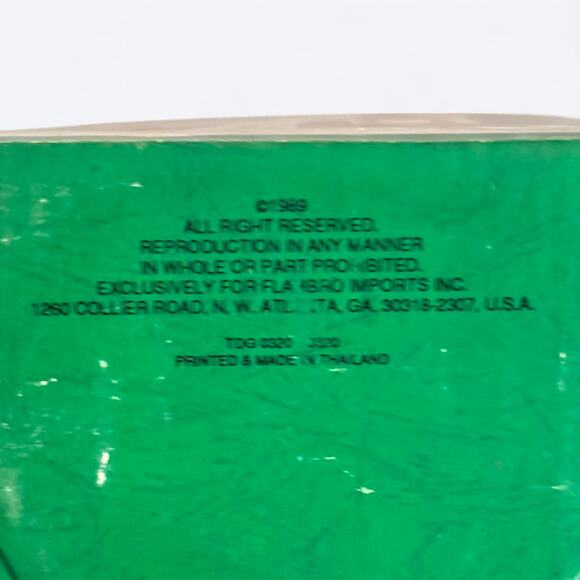 ©1989
ALL RIGHT RESERVED.
REPRODUCTION IN ANY MANNER
IN WHOLE OR PART PROHIBITED.
EXCLUSIVELY FOR IMPORTS INC.
1260 COLLIER ROAD, N. W. GA, 30318-2307, U.S.A.
TDG 0320
PRINTED & MADE IN THAILAND